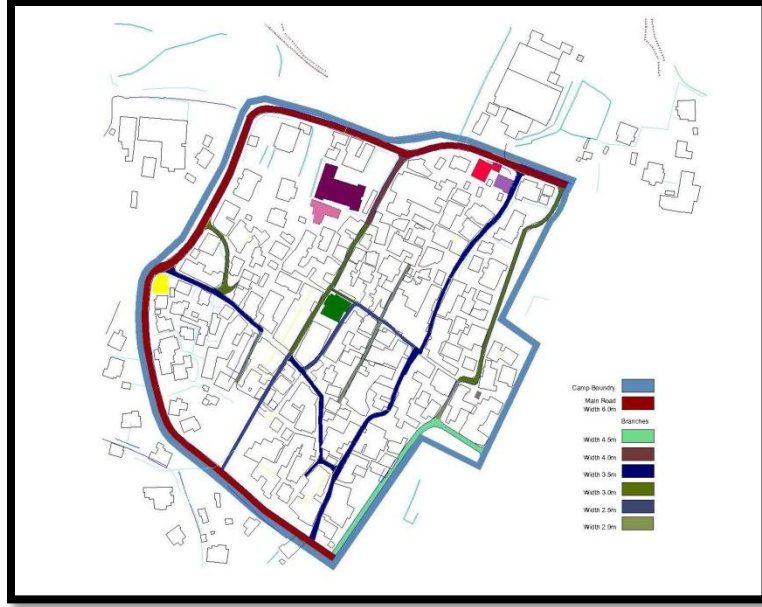 Camp Boundry
Main Road
Width 6.0m
Branches
Width 4.5m
Width 4.0m
Width 3.5m
Width 3.0m
Width 2.5m
Width 2.0m